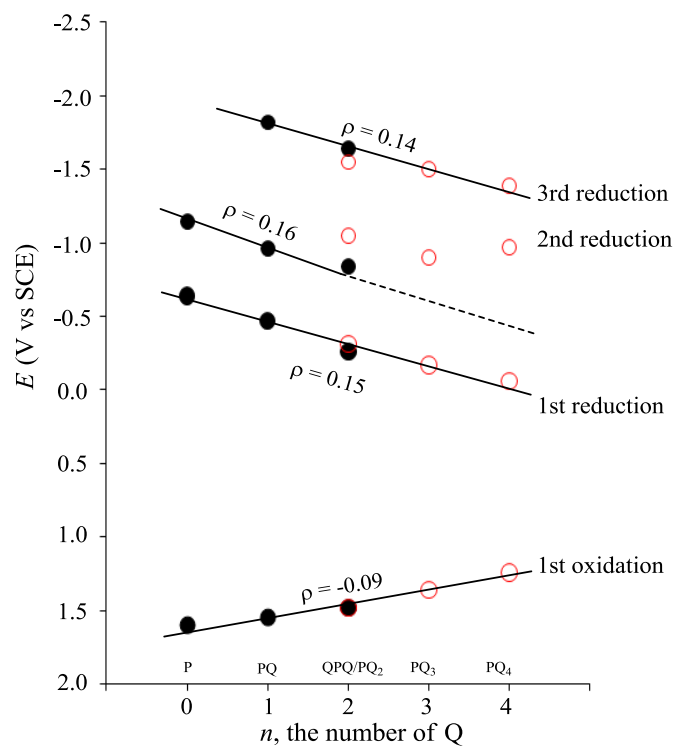 -2.5
-2.0
ρ = 0.14
-1.5
3rd reduction
ρ = 0.16
2nd reduction
-1.0
E (V vs SCE)
-0.5
ρ = 0.15
0.0
1st reduction
0.5
1.0
1st oxidation
ρ = -0.09
1.5
P PQ QPQ/PQ₂ PQ₃ PQ₄
2.0
0 1 2 3 4
n, the number of Q